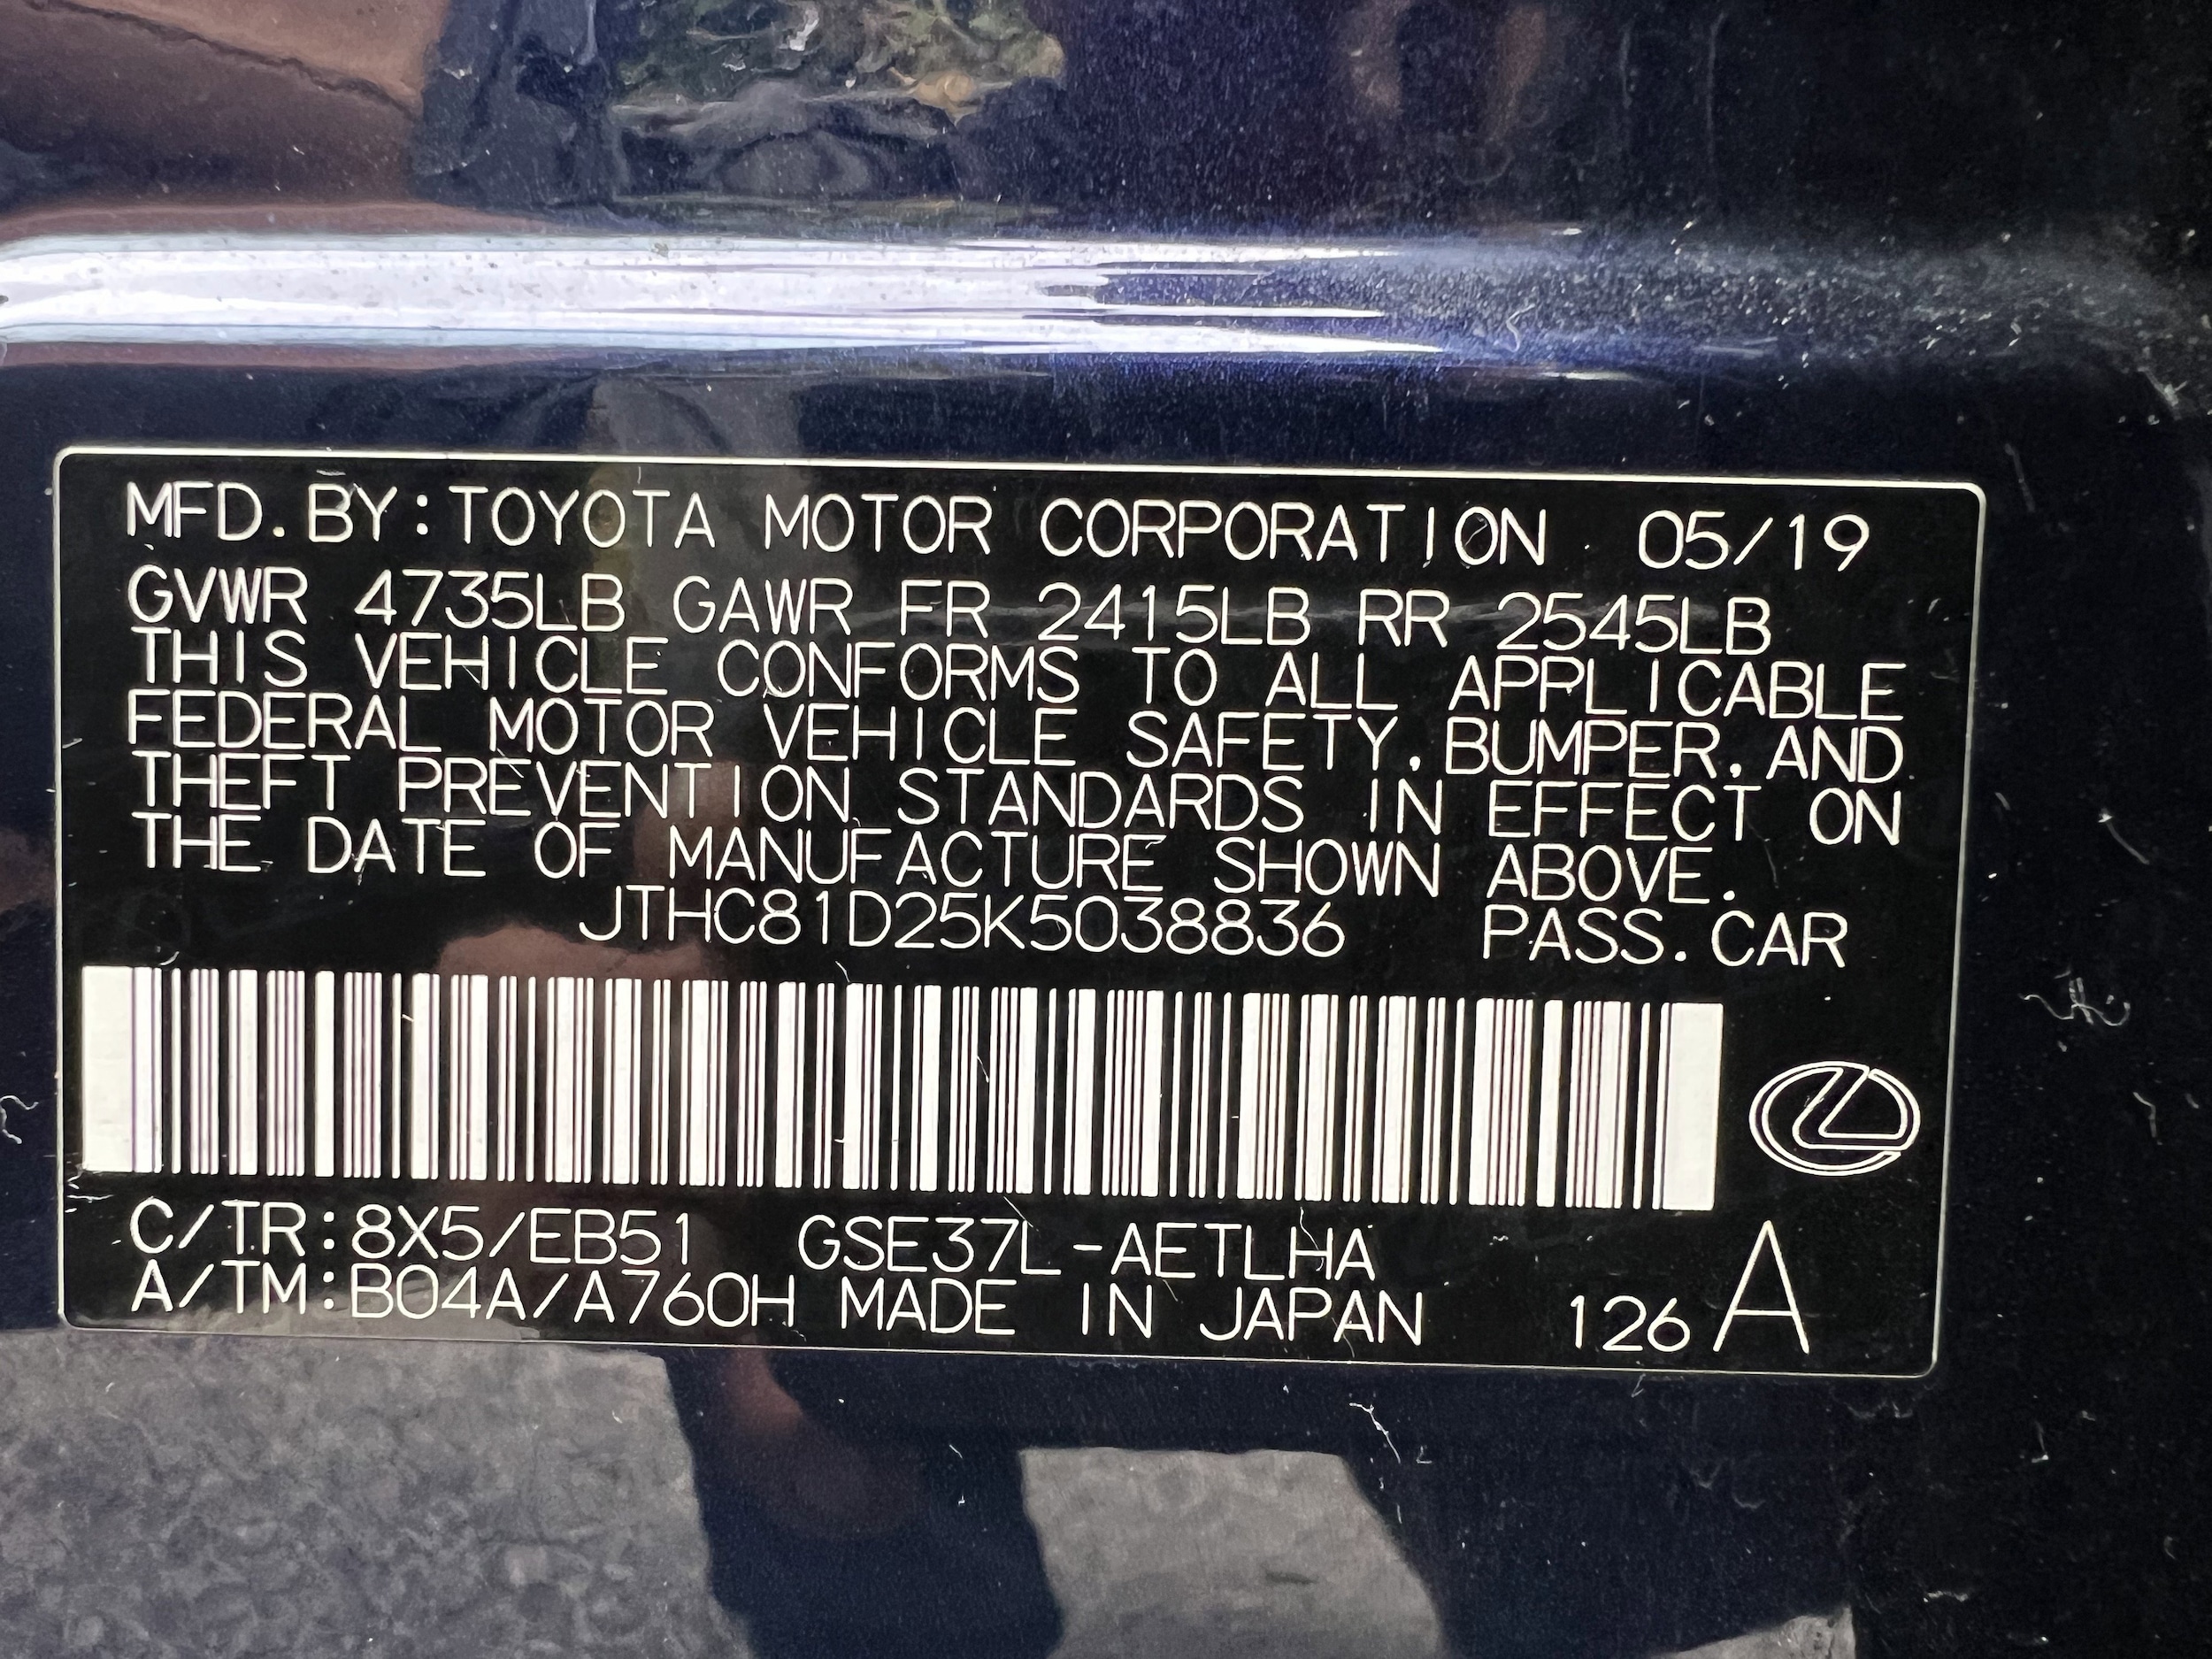 MFD. BY: TOYOTA MOTOR CORPORATION 05/19
GVWR 4735LB GAWR FR 2415LB RR 2545LB
THIS VEHICLE CONFORMS TO ALL APPLICABLE
FEDERAL MOTOR VEHICLE SAFETY, BUMPER, AND
THEFT PREVENTION STANDARDS IN EFFECT ON
THE DATE OF MANUFACTURE SHOWN ABOVE.
JTHC81D25K5038836 PASS. CAR
C/TR: 8X5/EB51 GSE37L-AETLHA
A/TM: B04A/A760H MADE IN JAPAN 126 A